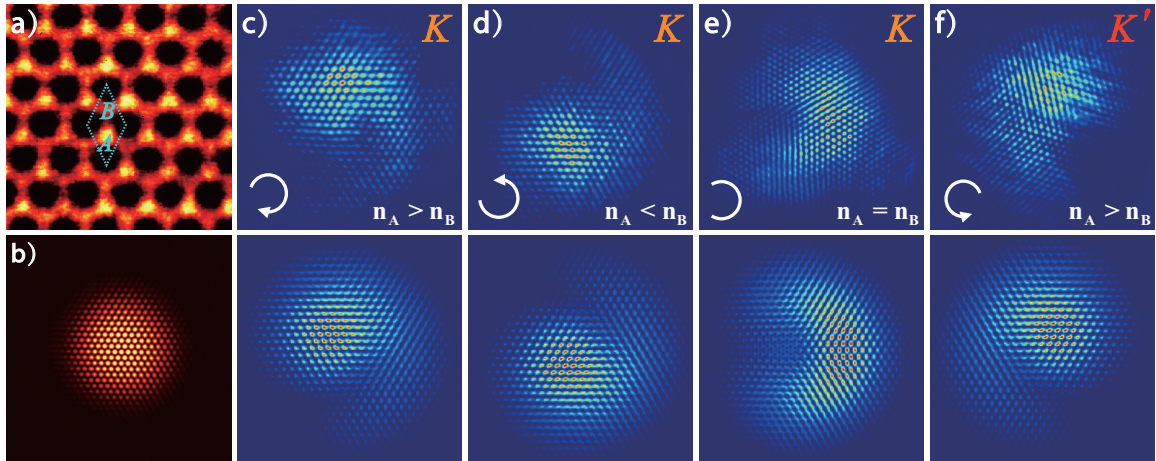 a)
B
A
c)
K
n_A > n_B
d)
K
n_A < n_B
e)
K
n_A = n_B
f)
K'
n_A > n_B
b)